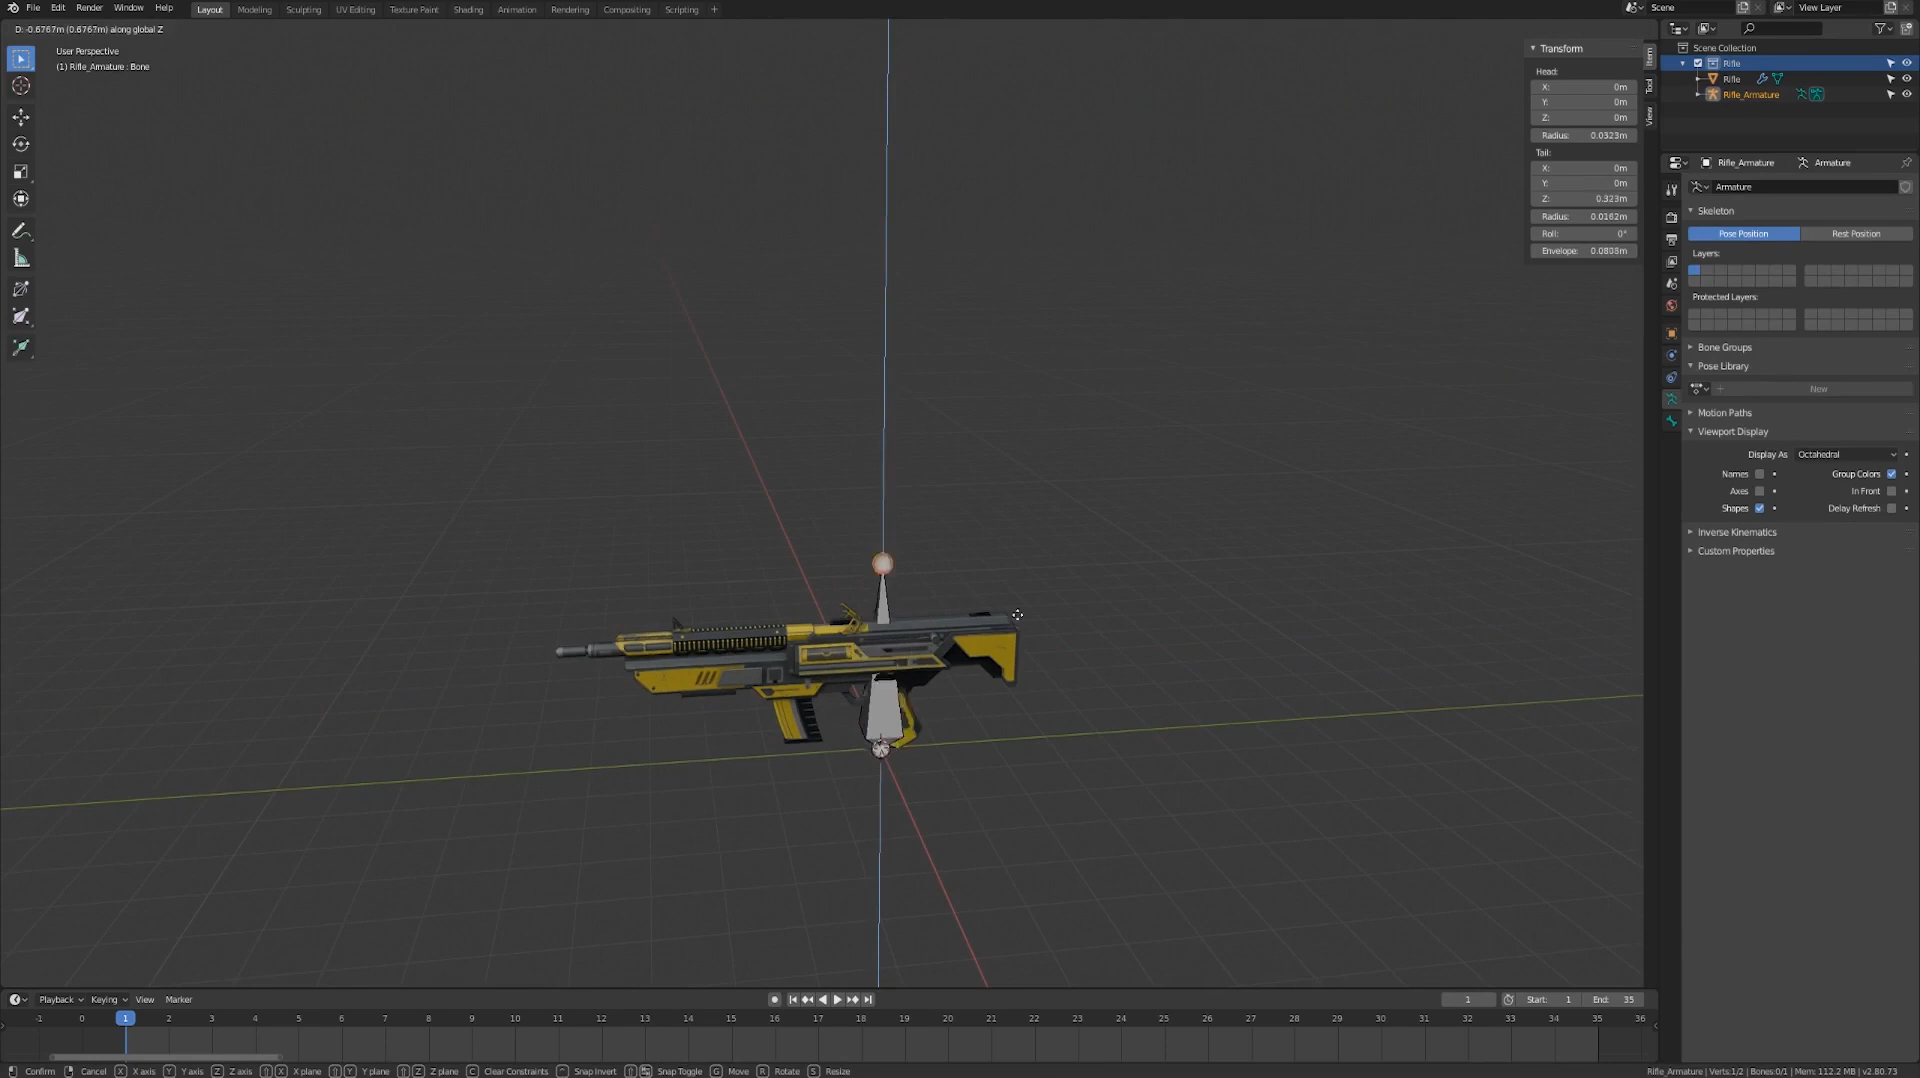 File Edit Render Window Help Layout Modeling Sculpting UV Editing Texture Paint Shading Animation Rendering Compositing Scripting + Scene View Layer
D: -0.6767m (0.6767m) along global Z
User Perspective
(1) Rifle_Armature : Bone
Transform
Head:
X: 0m
Y: 0m
Z: 0m
Radius: 0.0323m
Tail:
X: 0m
Y: 0m
Z: 0.323m
Radius: 0.0162m
Roll: 0°
Envelope: 0.0808m
Item
Tool
View
Scene Collection
Rifle
Rifle
Rifle_Armature
Rifle_Armature Armature
Armature
Skeleton
Pose Position Rest Position
Layers:
Protected Layers:
Bone Groups
Pose Library
New
Motion Paths
Viewport Display
Display As Octahedral
Names Group Colors
Axes In Front
Shapes Delay Refresh
Inverse Kinematics
Custom Properties
Playback Keying View Marker 1 Start: 1 End: 35
-1 0 1 2 3 4 5 6 7 8 9 10 11 12 13 14 15 16 17 18 19 20 21 22 23 24 25 26 27 28 29 30 31 32 33 34 35 36
Confirm Cancel X X axis Y Y axis Z Z axis X X plane Y Y plane Z Z plane C Clear Constraints Snap Invert Snap Toggle G Move R Rotate S Resize Rifle_Armature | Verts:1/2 | Bones:0/1 | Mem: 112.2 MB | v2.80.73